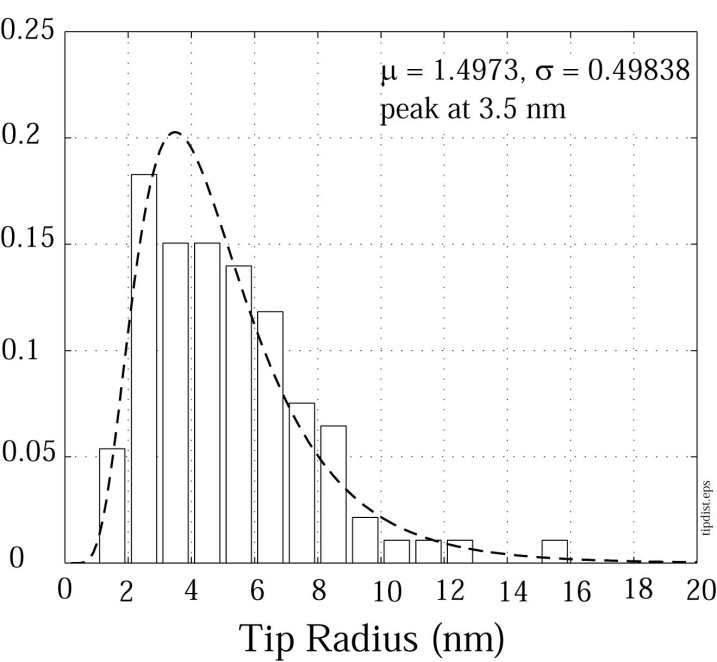 0.25
μ = 1.4973, σ = 0.49838
peak at 3.5 nm
0.2
0.15
0.1
0.05
0
0 2 4 6 8 10 12 14 16 18 20
Tip Radius (nm)
tipdist.eps